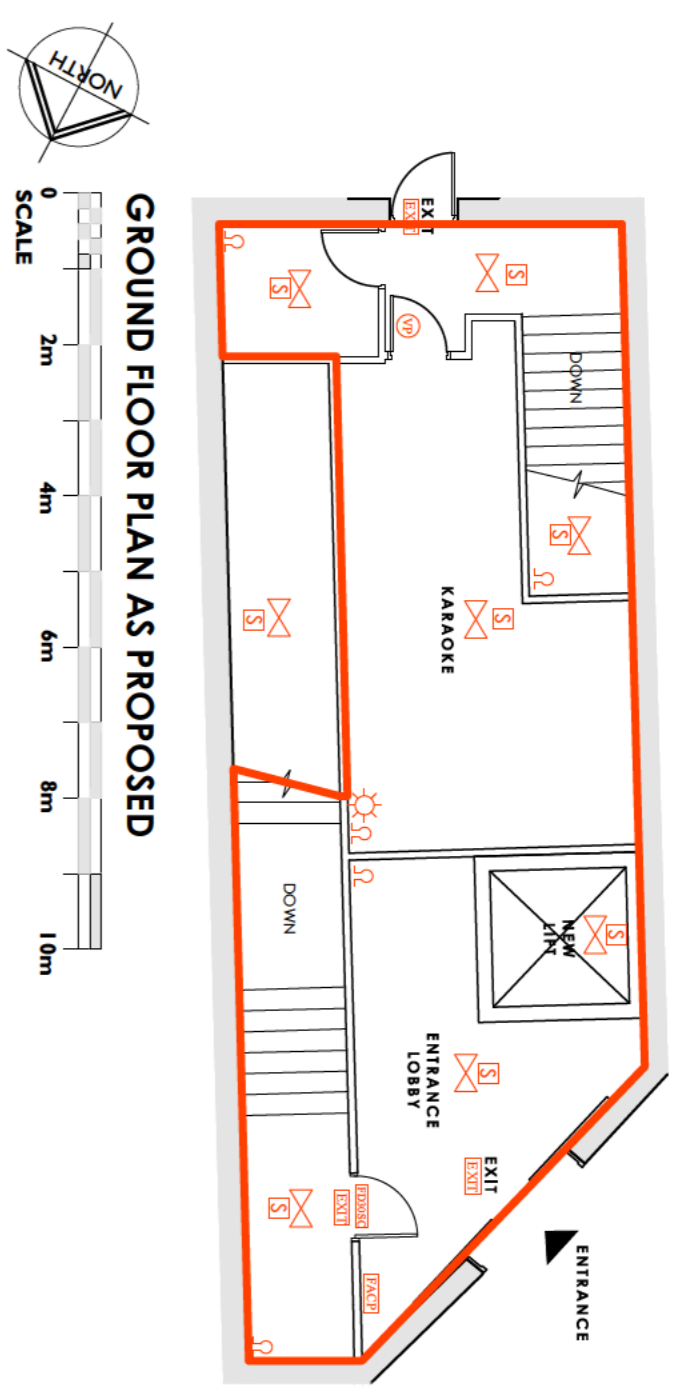 NORTH
GROUND FLOOR PLAN AS PROPOSED
0
2m
4m
6m
8m
10m
SCALE
EXIT
EXIT
S
S
VP
DOWN
S
KARAOKE
S
S
DOWN
NEW
LIFT
S
ENTRANCE
LOBBY
S
EXIT
EXIT
ENTRANCE
FD30SC
EXIT
S
FACP